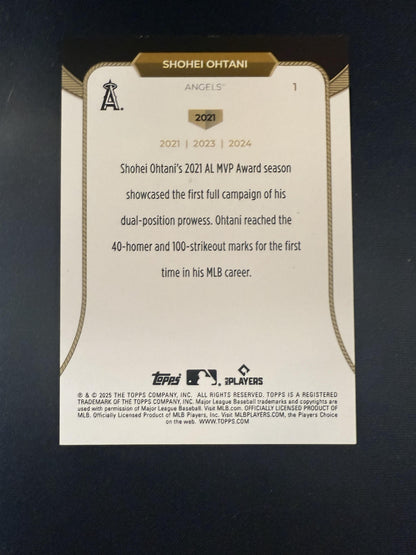 SHOHEI OHTANI
A
ANGELS™
1
2021
2021 | 2023 | 2024
Shohei Ohtani's 2021 AL MVP Award season
showcased the first full campaign of his
dual-position prowess. Ohtani reached the
40-homer and 100-strikeout marks for the first
time in his MLB career.
Topps
PLAYERS
® & © 2025 THE TOPPS COMPANY, INC. ALL RIGHTS RESERVED. TOPPS IS A REGISTERED
TRADEMARK OF THE TOPPS COMPANY, INC. Major League Baseball trademarks and copyrights are
used with permission of Major League Baseball. Visit MLB.com. OFFICIALLY LICENSED PRODUCT OF
MLB. Officially Licensed Product of MLB Players, Inc. Visit MLBPLAYERS.com, the Players Choice
on the web. WWW.TOPPS.COM